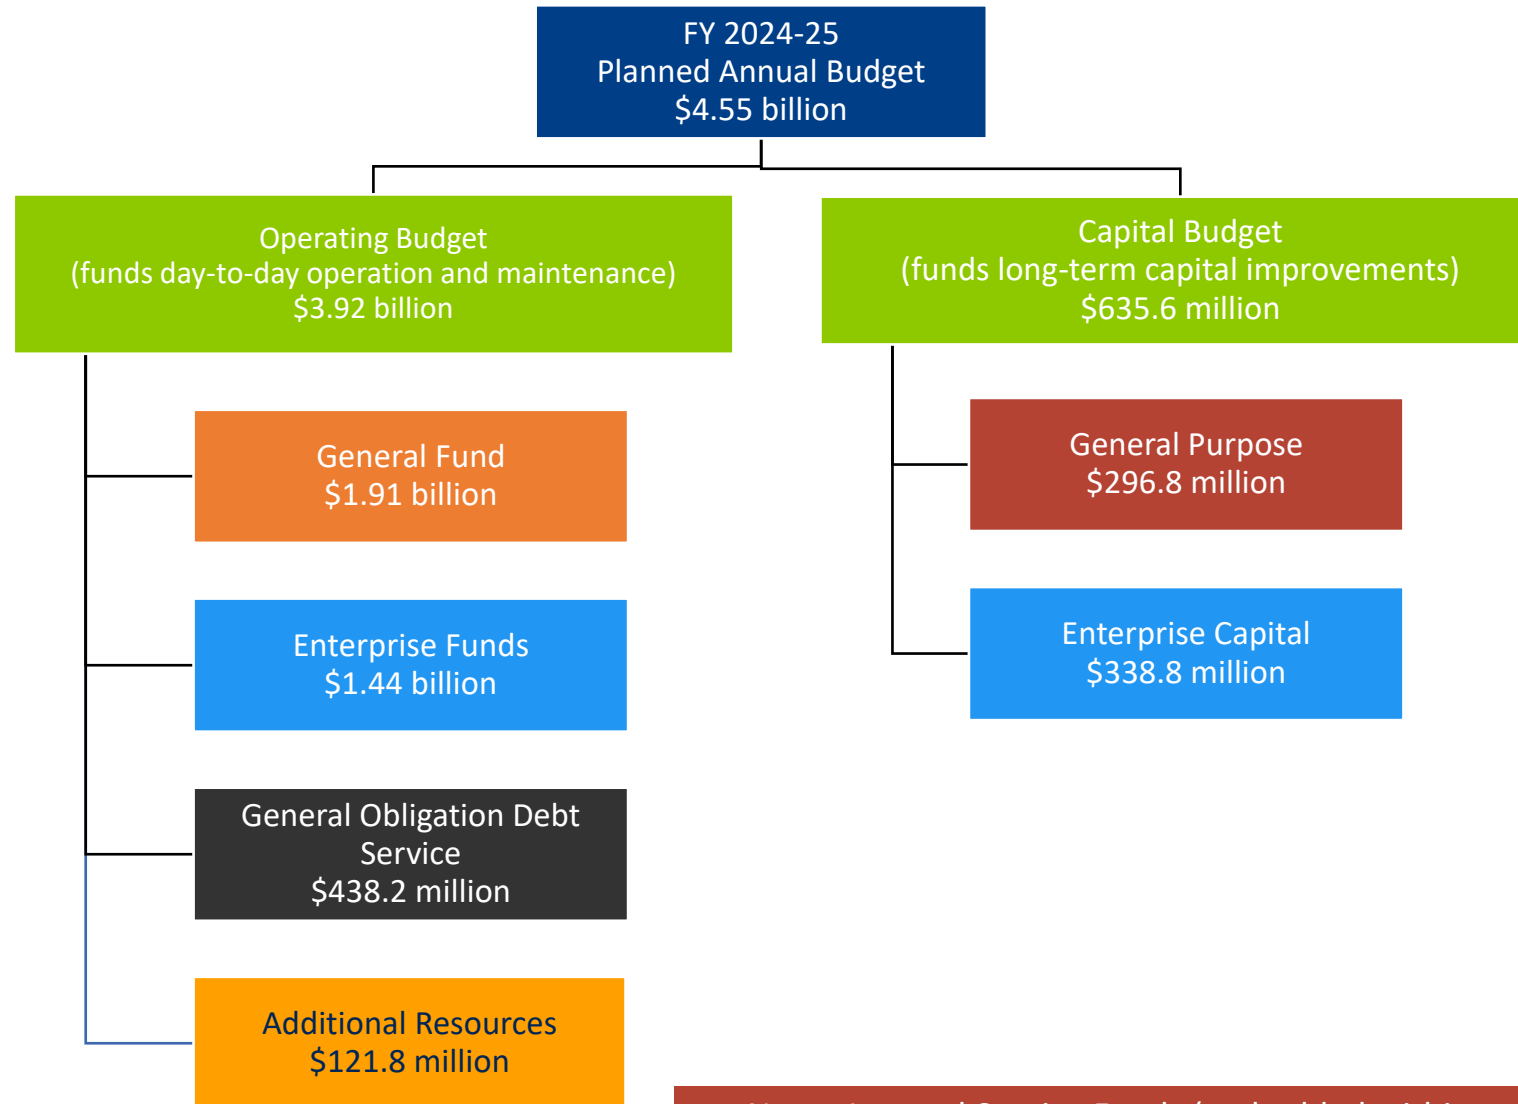 FY 2024-25
Planned Annual Budget
$4.55 billion
Operating Budget
(funds day-to-day operation and maintenance)
$3.92 billion
Capital Budget
(funds long-term capital improvements)
$635.6 million
General Fund
$1.91 billion
General Purpose
$296.8 million
Enterprise Funds
$1.44 billion
Enterprise Capital
$338.8 million
General Obligation Debt
Service
$438.2 million
Additional Resources
$121.8 million